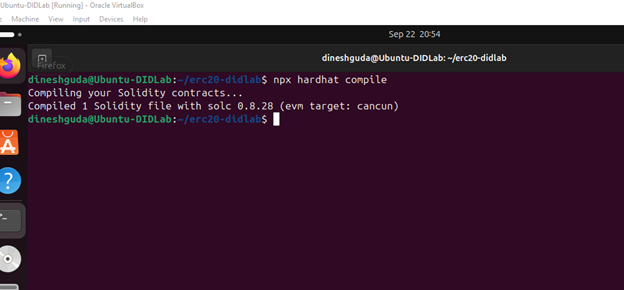 Ubuntu-DIDLab [Running] - Oracle VirtualBox
Machine View Input Devices Help
Sep 22 20:54
dineshguda@Ubuntu-DIDLab: ~/erc20-didlab
Firefox
dineshguda@Ubuntu-DIDLab:~/erc20-didlab$ npx hardhat compile
Compiling your Solidity contracts...
Compiled 1 Solidity file with solc 0.8.28 (evm target: cancun)
dineshguda@Ubuntu-DIDLab:~/erc20-didlab$